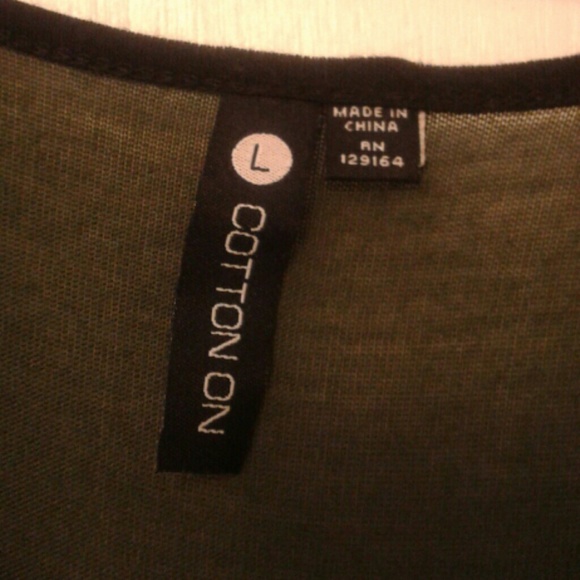 L
COTTON ON
MADE IN
CHINA
RN
129164